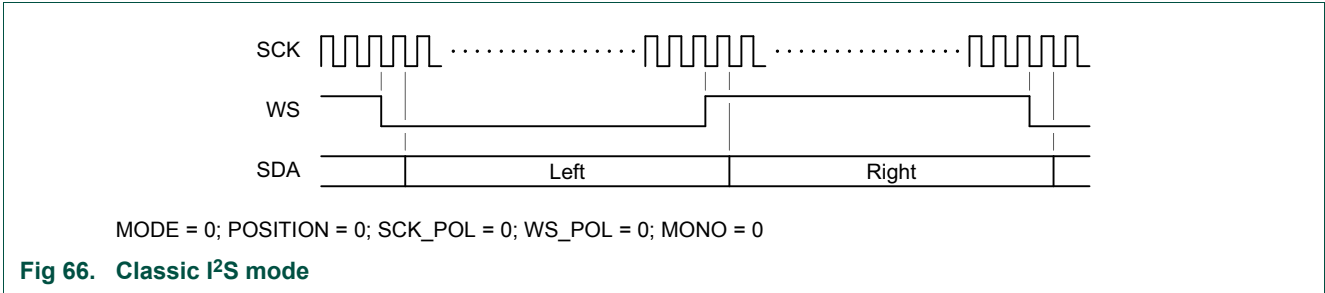 SCK
WS
SDA Left Right
MODE = 0; POSITION = 0; SCK_POL = 0; WS_POL = 0; MONO = 0
Fig 66. Classic I²S mode